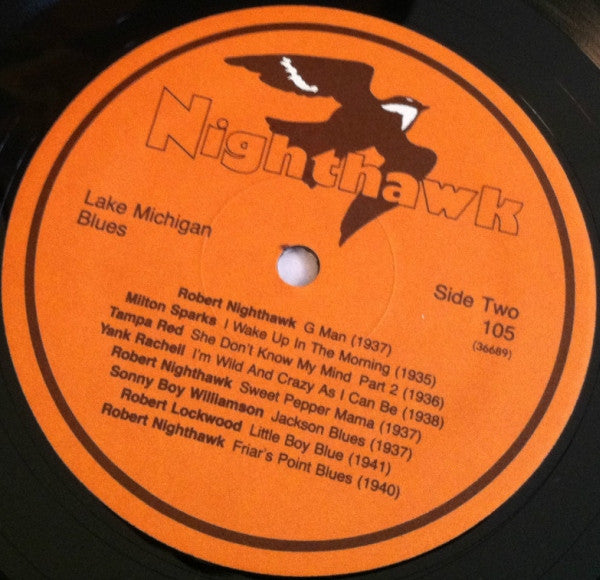 Nighthawk
Lake Michigan
Blues
Side Two
105
(36689)
Robert Nighthawk G Man (1937)
Milton Sparks I Wake Up In The Morning (1935)
Tampa Red She Don't Know My Mind Part 2 (1936)
Yank Rachell I'm Wild And Crazy As I Can Be (1938)
Robert Nighthawk Sweet Pepper Mama (1937)
Sonny Boy Williamson Jackson Blues (1937)
Robert Lockwood Little Boy Blue (1941)
Robert Nighthawk Friar's Point Blues (1940)